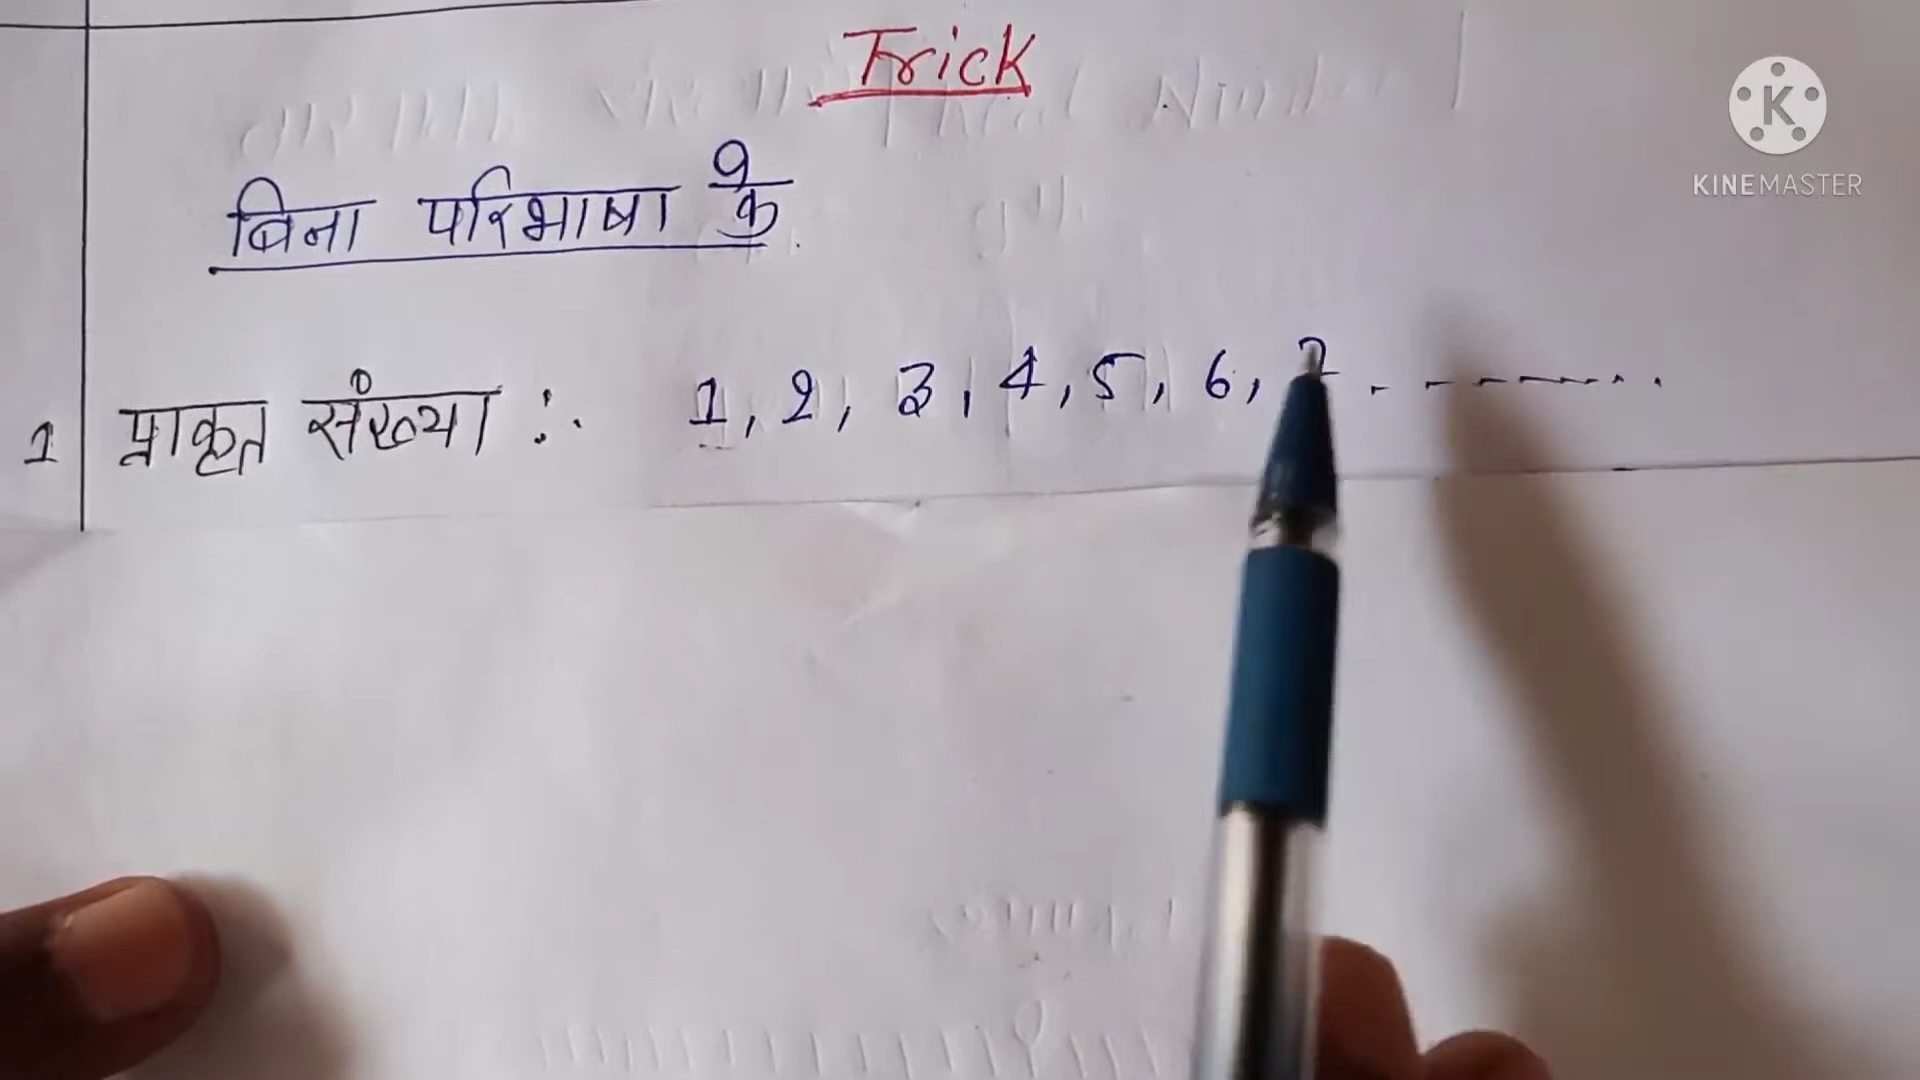 Trick
KINEMASTER
बिना परिभाषा के
1 प्राकृत संख्या :. 1, 2, 3, 4, 5, 6, 7. - - - - - . .